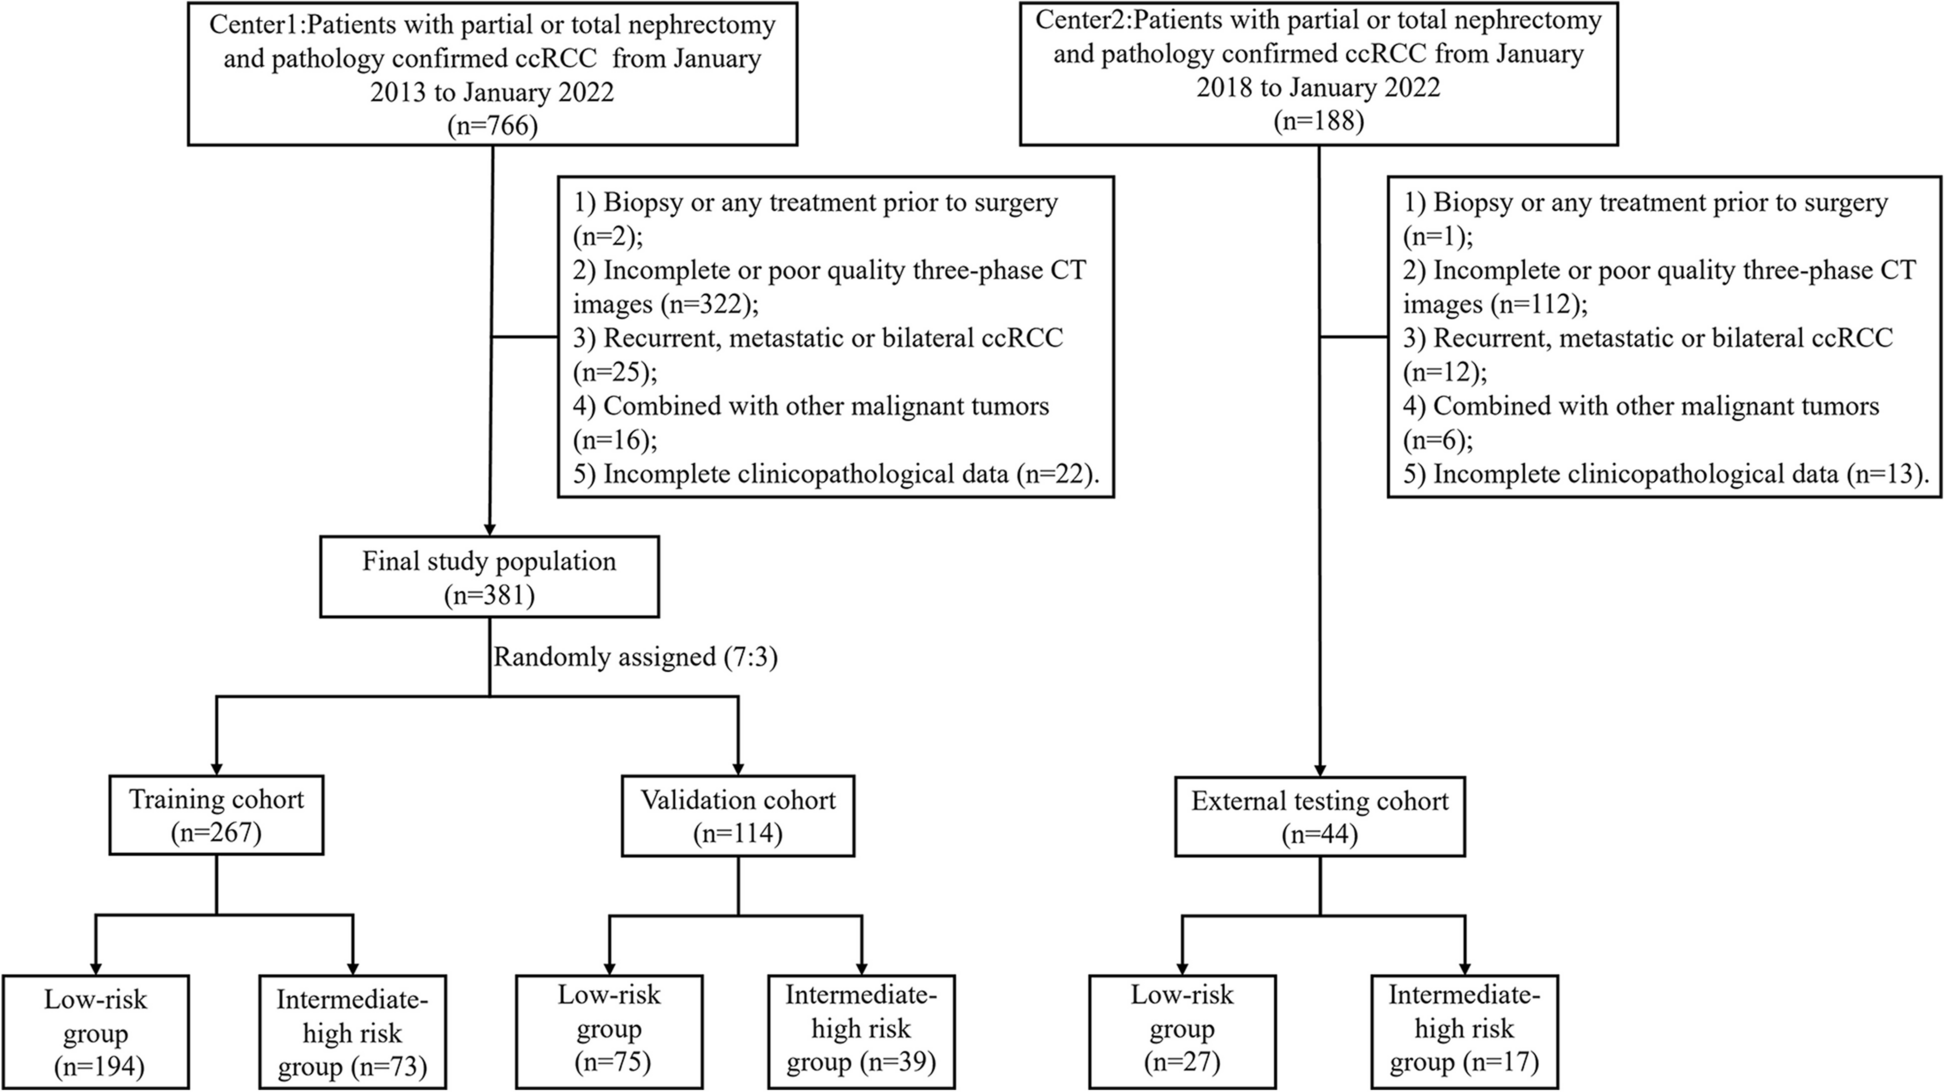 Center1:Patients with partial or total nephrectomy
and pathology confirmed ccRCC from January
2013 to January 2022
(n=766)
Center2:Patients with partial or total nephrectomy
and pathology confirmed ccRCC from January
2018 to January 2022
(n=188)
1) Biopsy or any treatment prior to surgery
(n=2);
2) Incomplete or poor quality three-phase CT
images (n=322);
3) Recurrent, metastatic or bilateral ccRCC
(n=25);
4) Combined with other malignant tumors
(n=16);
5) Incomplete clinicopathological data (n=22).
1) Biopsy or any treatment prior to surgery
(n=1);
2) Incomplete or poor quality three-phase CT
images (n=112);
3) Recurrent, metastatic or bilateral ccRCC
(n=12);
4) Combined with other malignant tumors
(n=6);
5) Incomplete clinicopathological data (n=13).
Final study population
(n=381)
Randomly assigned (7:3)
Training cohort
(n=267)
Validation cohort
(n=114)
External testing cohort
(n=44)
Low-risk
group
(n=194)
Intermediate-
high risk
group (n=73)
Low-risk
group
(n=75)
Intermediate-
high risk
group (n=39)
Low-risk
group
(n=27)
Intermediate-
high risk
group (n=17)